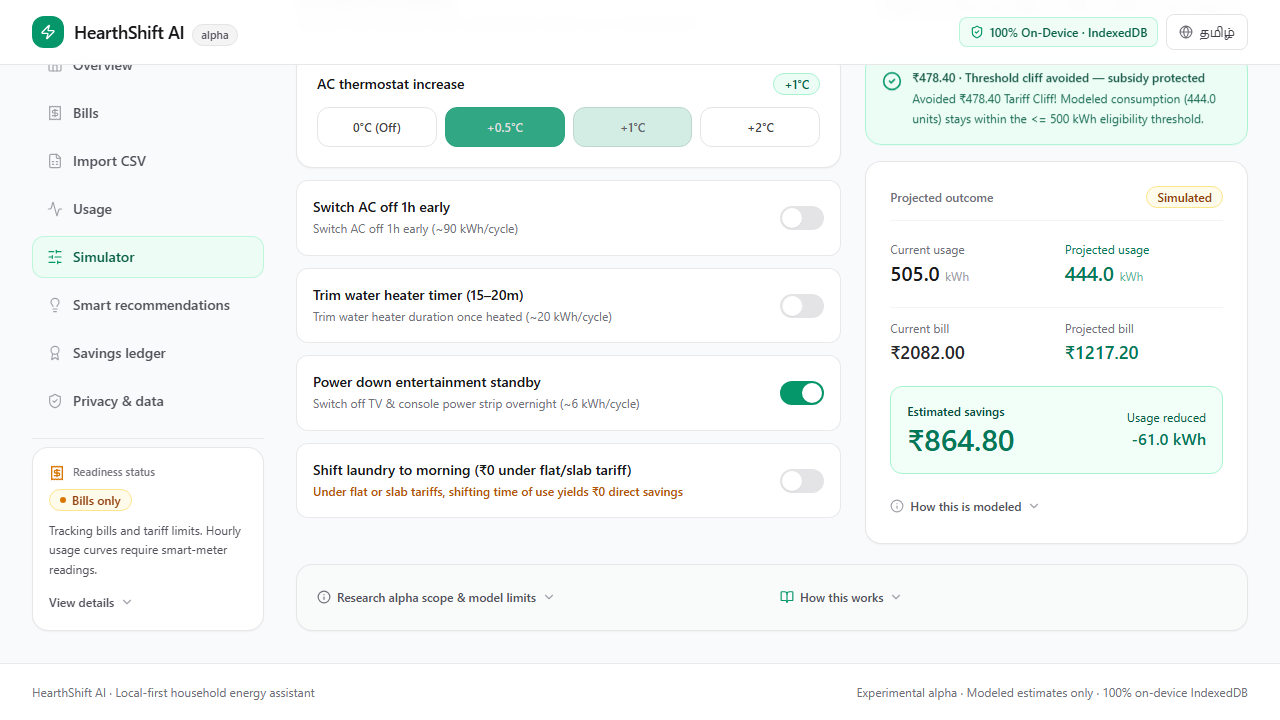 HearthShift AI alpha
100% On-Device · IndexedDB
தமிழ்
Overview
Bills
Import CSV
Usage
Simulator
Smart recommendations
Savings ledger
Privacy & data
Readiness status
Bills only
Tracking bills and tariff limits. Hourly
usage curves require smart-meter
readings.
View details
AC thermostat increase
+1°C
0°C (Off)
+0.5°C
+1°C
+2°C
Switch AC off 1h early
Switch AC off 1h early (~90 kWh/cycle)
Trim water heater timer (15–20m)
Trim water heater duration once heated (~20 kWh/cycle)
Power down entertainment standby
Switch off TV & console power strip overnight (~6 kWh/cycle)
Shift laundry to morning (₹0 under flat/slab tariff)
Under flat or slab tariffs, shifting time of use yields ₹0 direct savings
₹478.40 · Threshold cliff avoided — subsidy protected
Avoided ₹478.40 Tariff Cliff! Modeled consumption (444.0
units) stays within the <= 500 kWh eligibility threshold.
Projected outcome
Simulated
Current usage
505.0 kWh
Projected usage
444.0 kWh
Current bill
₹2082.00
Projected bill
₹1217.20
Estimated savings
₹864.80
Usage reduced
-61.0 kWh
How this is modeled
Research alpha scope & model limits
How this works
HearthShift AI · Local-first household energy assistant
Experimental alpha · Modeled estimates only · 100% on-device IndexedDB